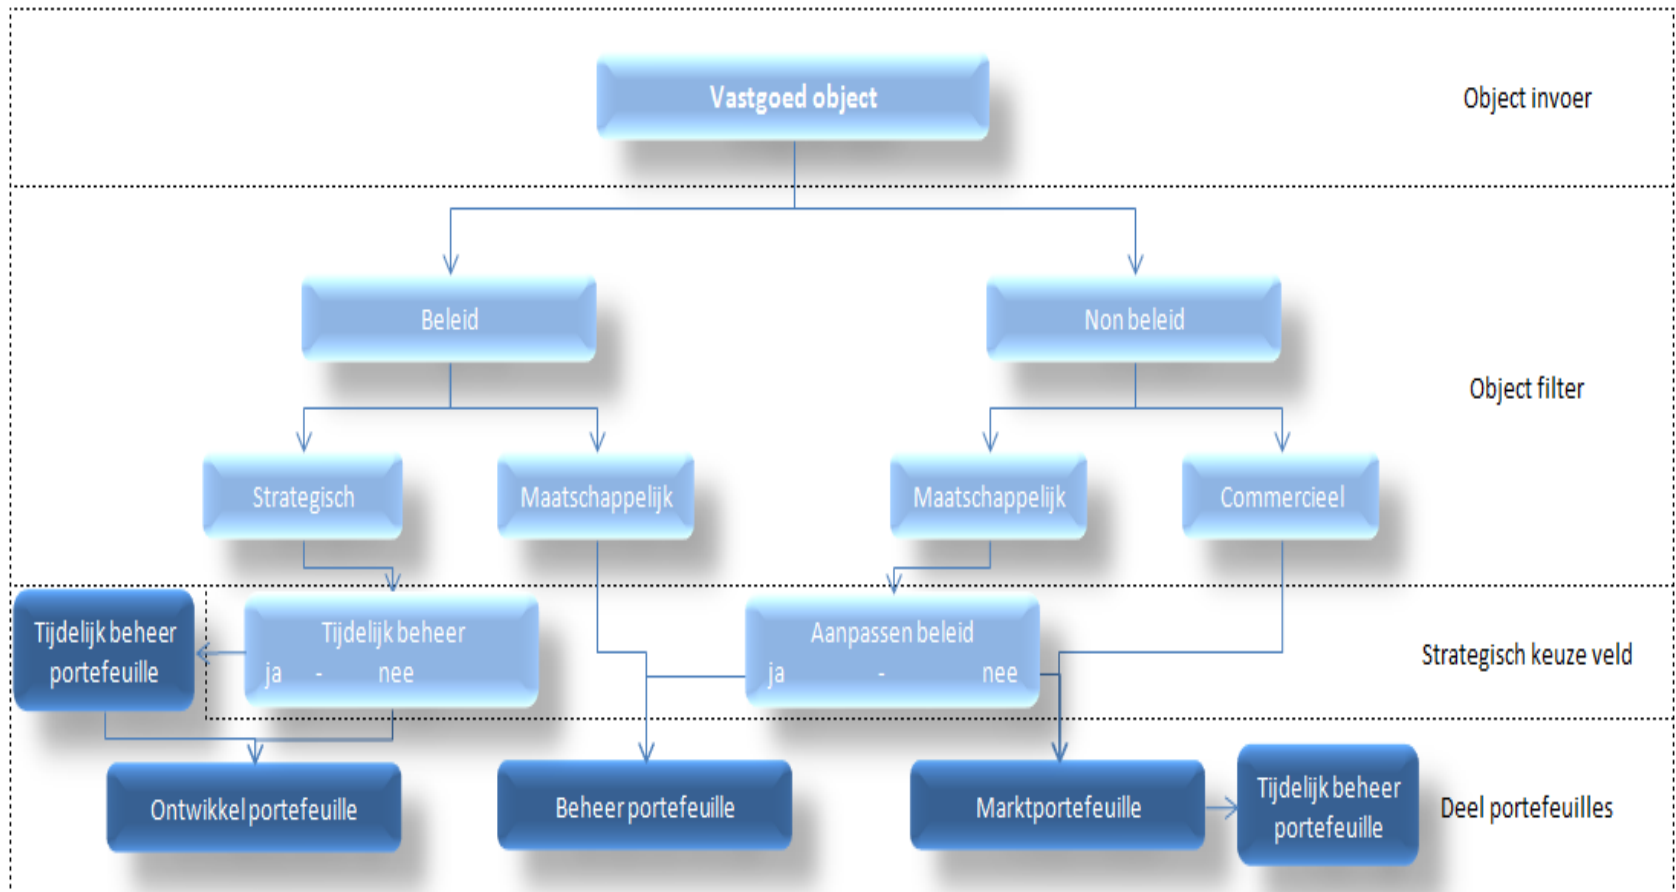 Vastgoed object
Object invoer
Beleid
Non beleid
Object filter
Strategisch
Maatschappelijk
Maatschappelijk
Commercieel
Tijdelijk beheer
portefeuille
Tijdelijk beheer
ja - nee
Aanpassen beleid
ja - nee
Strategisch keuze veld
Ontwikkel portefeuille
Beheer portefeuille
Marktportefeuille
Tijdelijk beheer
portefeuille
Deel portefeuilles